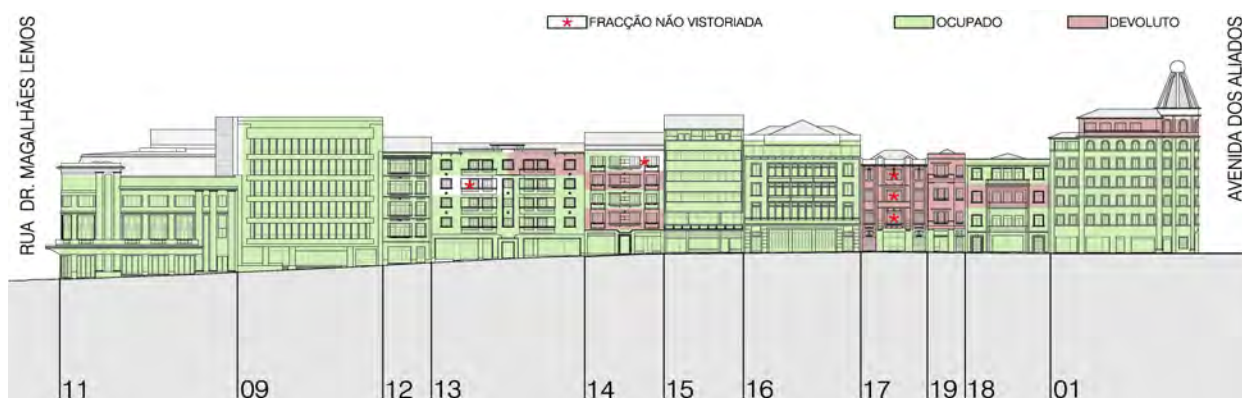 FRACÇÃO NÃO VISTORIADA
OCUPADO
DEVOLUTO
RUA DR. MAGALHÃES LEMOS
AVENIDA DOS ALIADOS
11
09
12
13
14
15
16
17
19
18
01